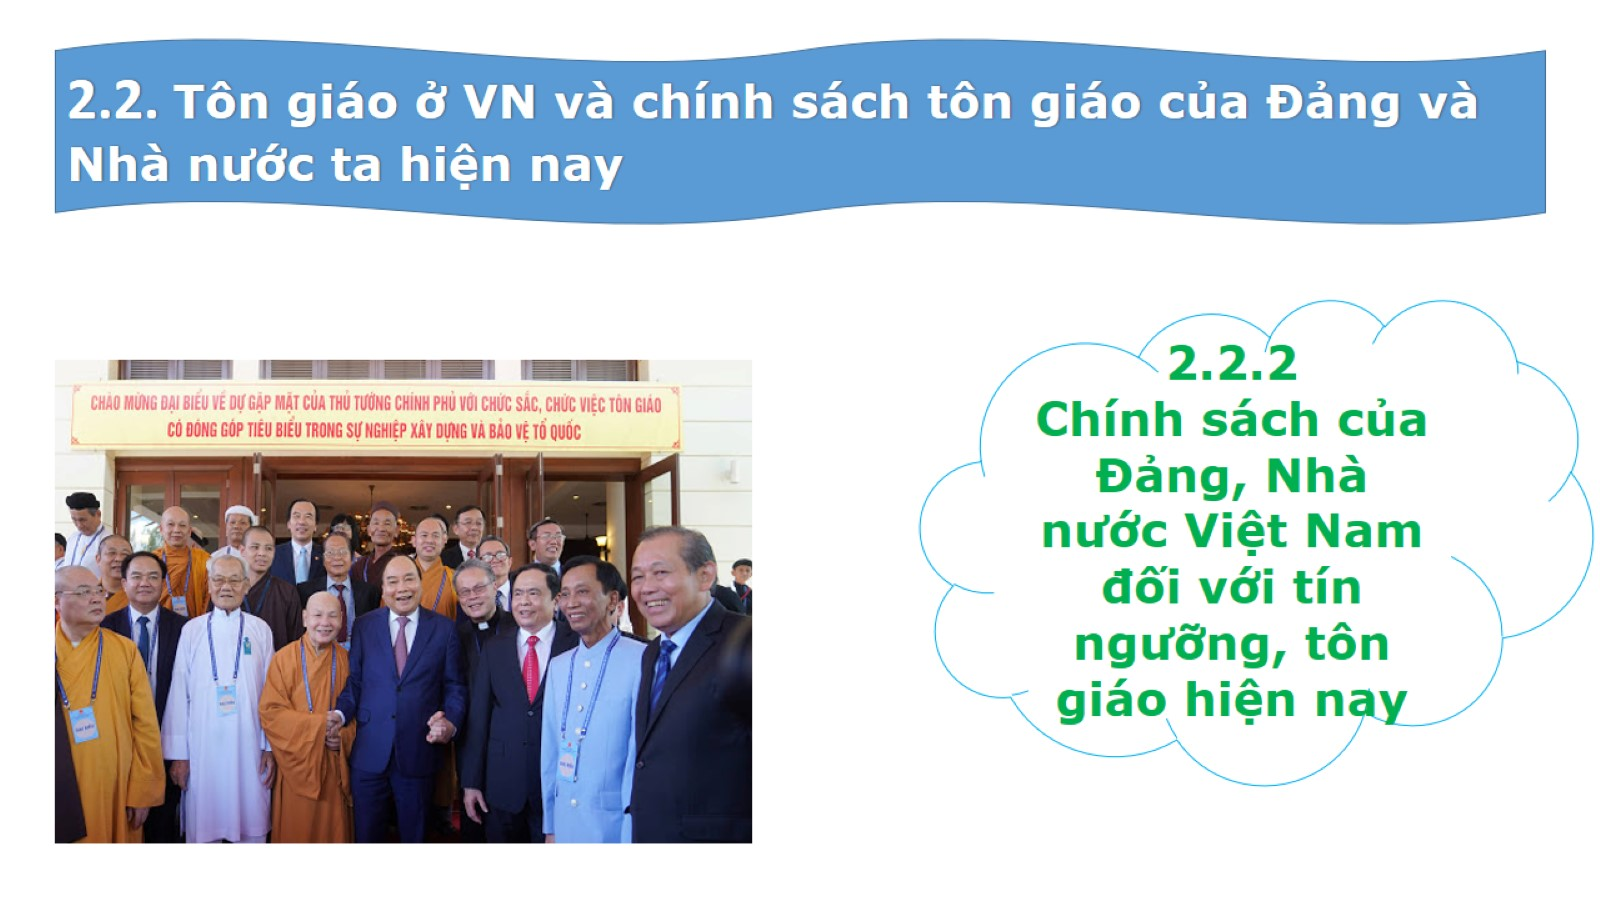 2.2. Tôn giáo ở VN và chính sách tôn giáo của Đảng và
Nhà nước ta hiện nay
CHÀO MỪNG ĐẠI BIỂU VỀ DỰ GẶP MẶT CỦA THỦ TƯỚNG CHÍNH PHỦ VỚI CHỨC SẮC, CHỨC VIỆC TÔN GIÁO
CÓ ĐÓNG GÓP TIÊU BIỂU TRONG SỰ NGHIỆP XÂY DỰNG VÀ BẢO VỆ TỔ QUỐC
2.2.2
Chính sách của
Đảng, Nhà
nước Việt Nam
đối với tín
ngưỡng, tôn
giáo hiện nay